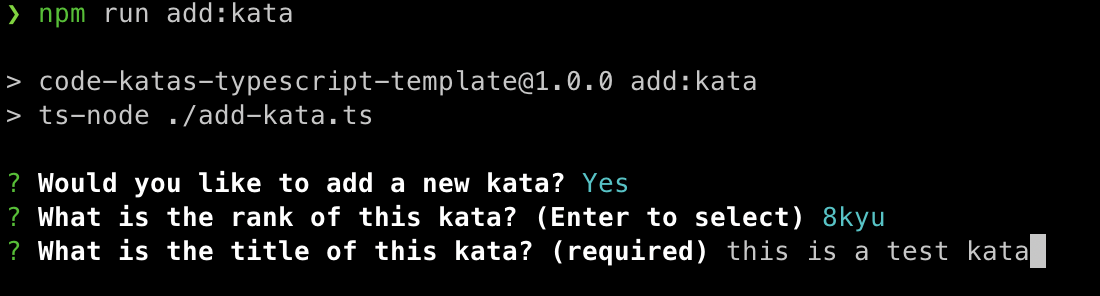 ❯ npm run add:kata
> code-katas-typescript-template@1.0.0 add:kata
> ts-node ./add-kata.ts
? Would you like to add a new kata? Yes
? What is the rank of this kata? (Enter to select) 8kyu
? What is the title of this kata? (required) this is a test kata